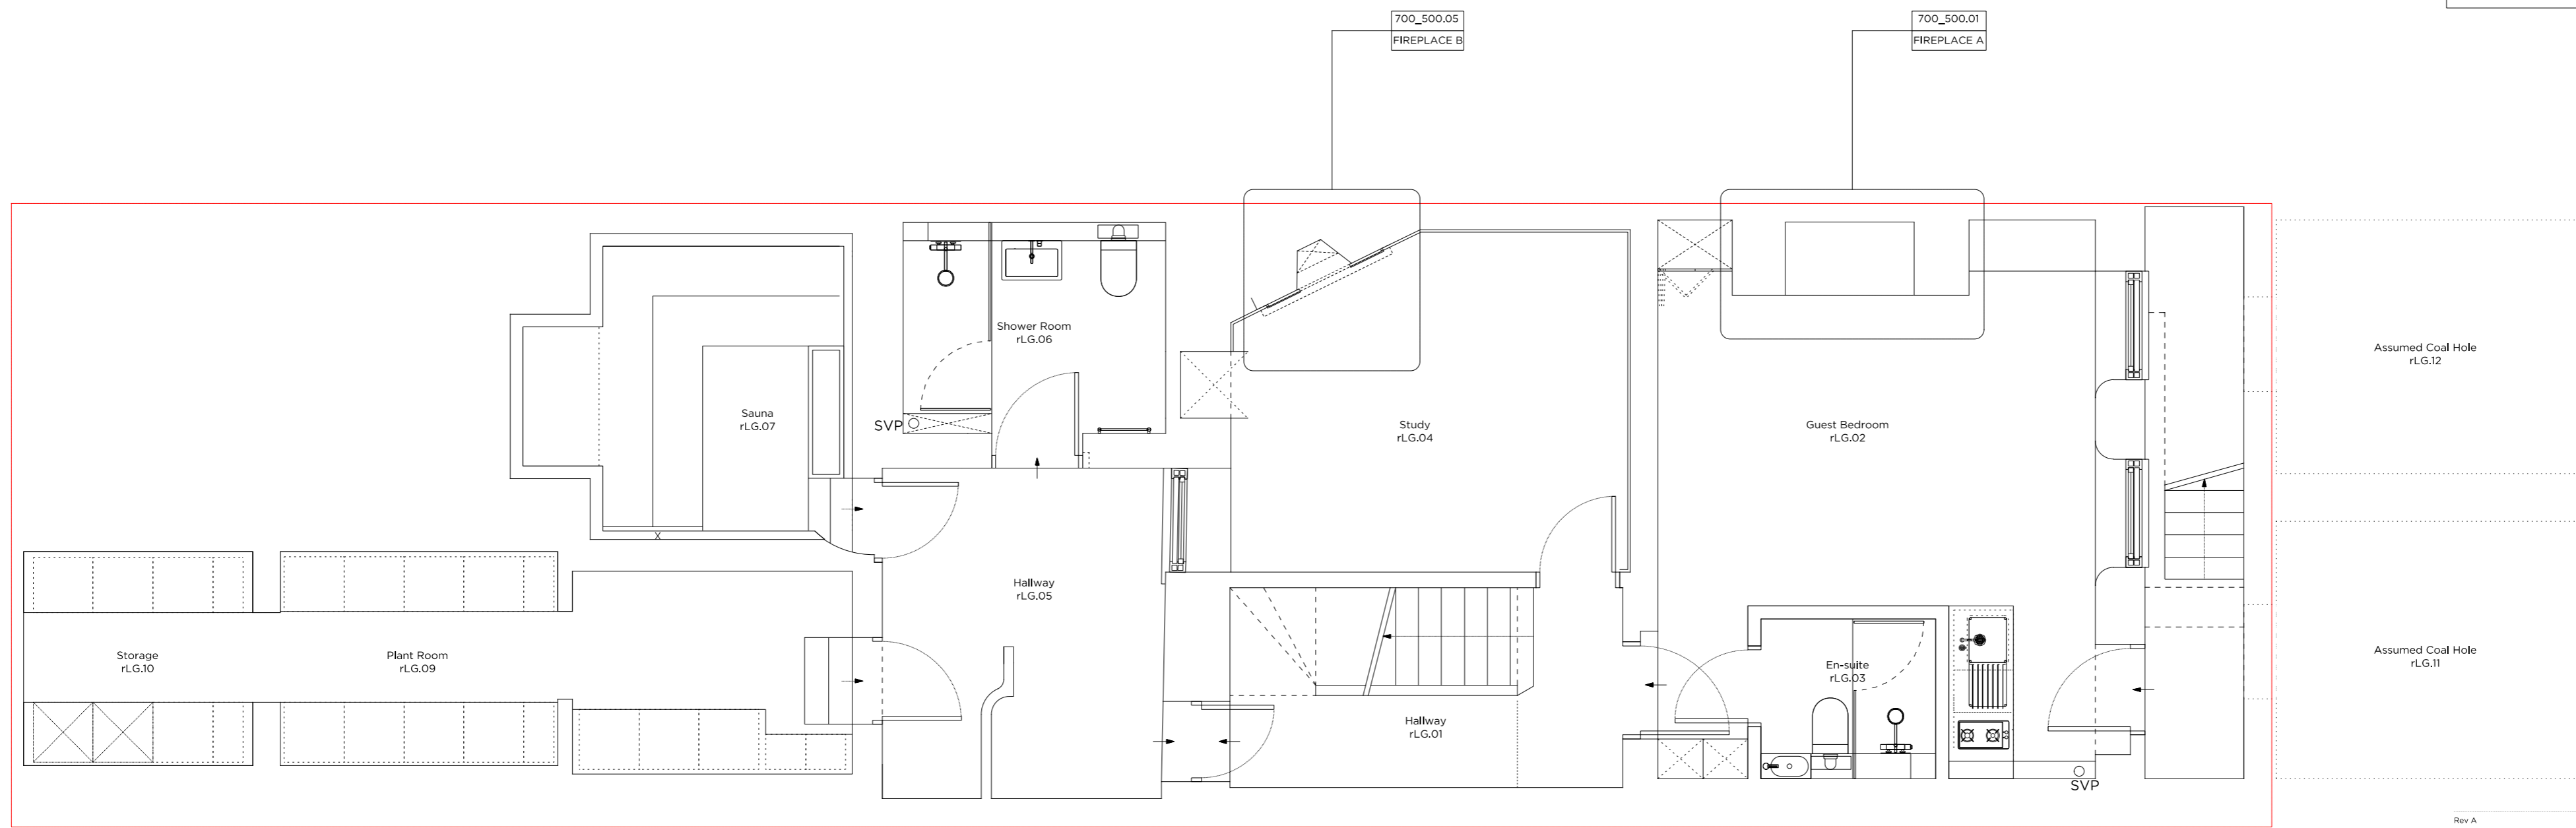 700_500.05
FIREPLACE B
700_500.01
FIREPLACE A
Shower Room
rLG.06
Sauna
rLG.07
SVP
Study
rLG.04
Guest Bedroom
rLG.02
Assumed Coal Hole
rLG.12
X
Hallway
rLG.05
Storage
rLG.10
Plant Room
rLG.09
En-suite
rLG.03
Assumed Coal Hole
rLG.11
Hallway
rLG.01
SVP
Rev A